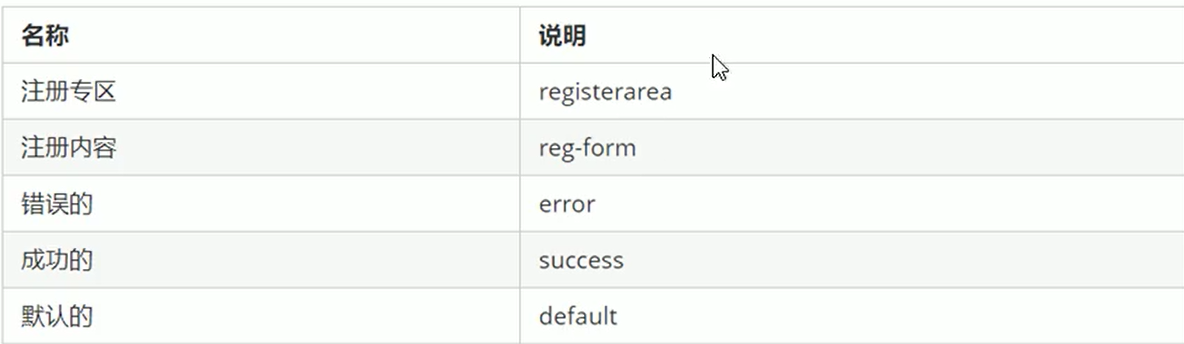 名称 说明
注册专区 registerarea
注册内容 reg-form
错误的 error
成功的 success
默认的 default